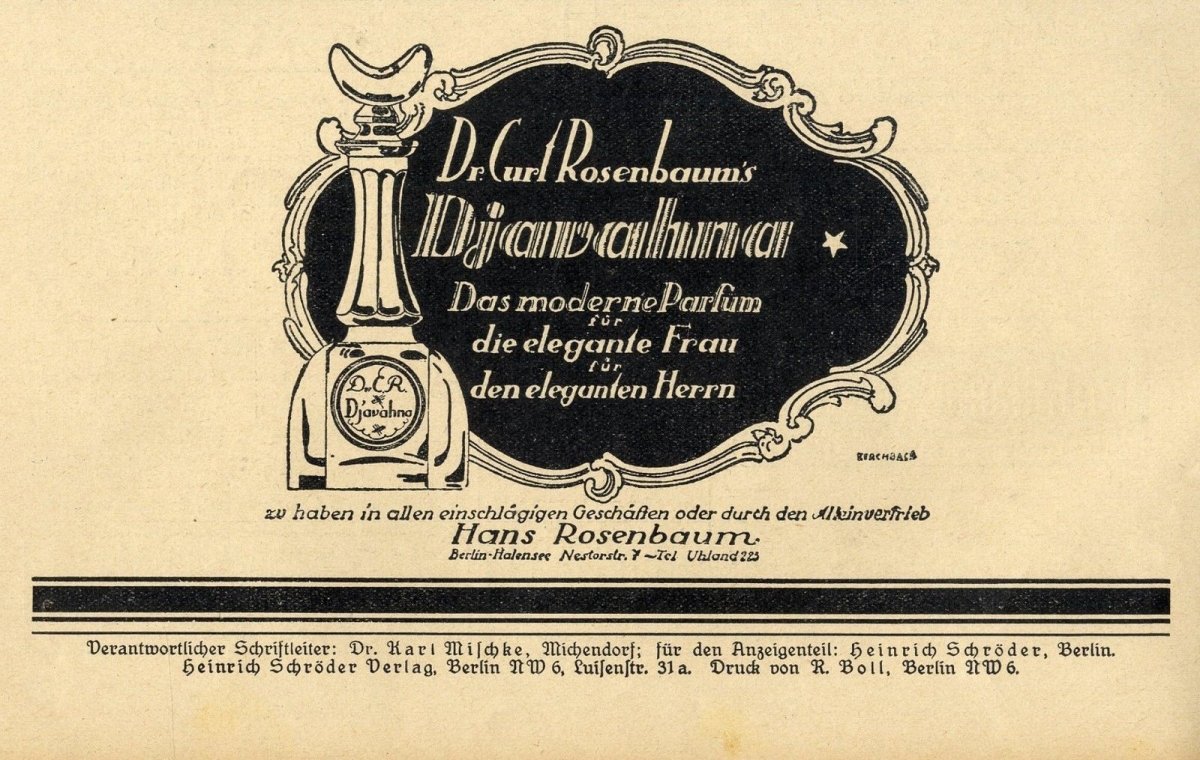 Dr. Curt Rosenbaum's
Djavahna
Das moderne Parfüm
für
die elegante Frau
für
den eleganten Herrn
Dr. C. R.
Djavahna
zu haben in allen einschlägigen Geschäften oder durch den Alleinvertrieb
Hans Rosenbaum
Berlin-Halensee Nestorstr. 7 – Tel Uhland 225
Verantwortlicher Schriftleiter: Dr. Karl Mischke, Michendorf; für den Anzeigenteil: Heinrich Schröder, Berlin.
Heinrich Schröder Verlag, Berlin NW 6, Luisenstr. 31a. Druck von R. Boll, Berlin NW 6.